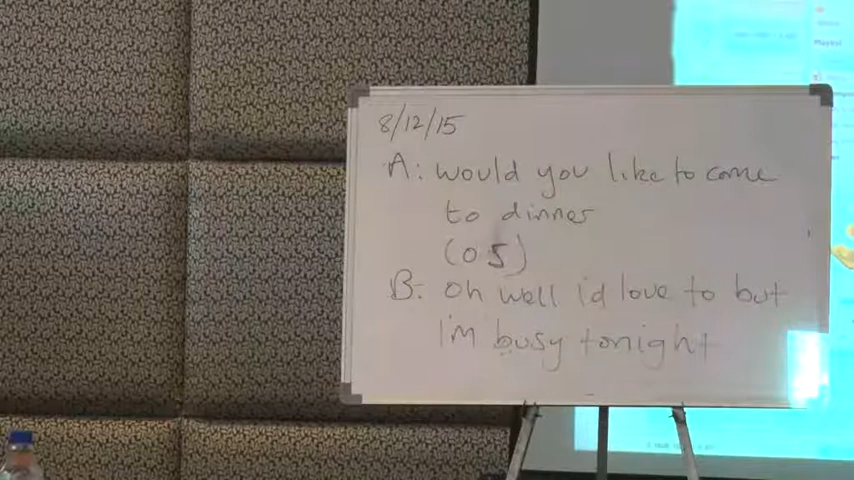 8/12/15
A: would you like to come
to dinner
(0 5)
B: oh well i'd love to but
i'm busy tonight